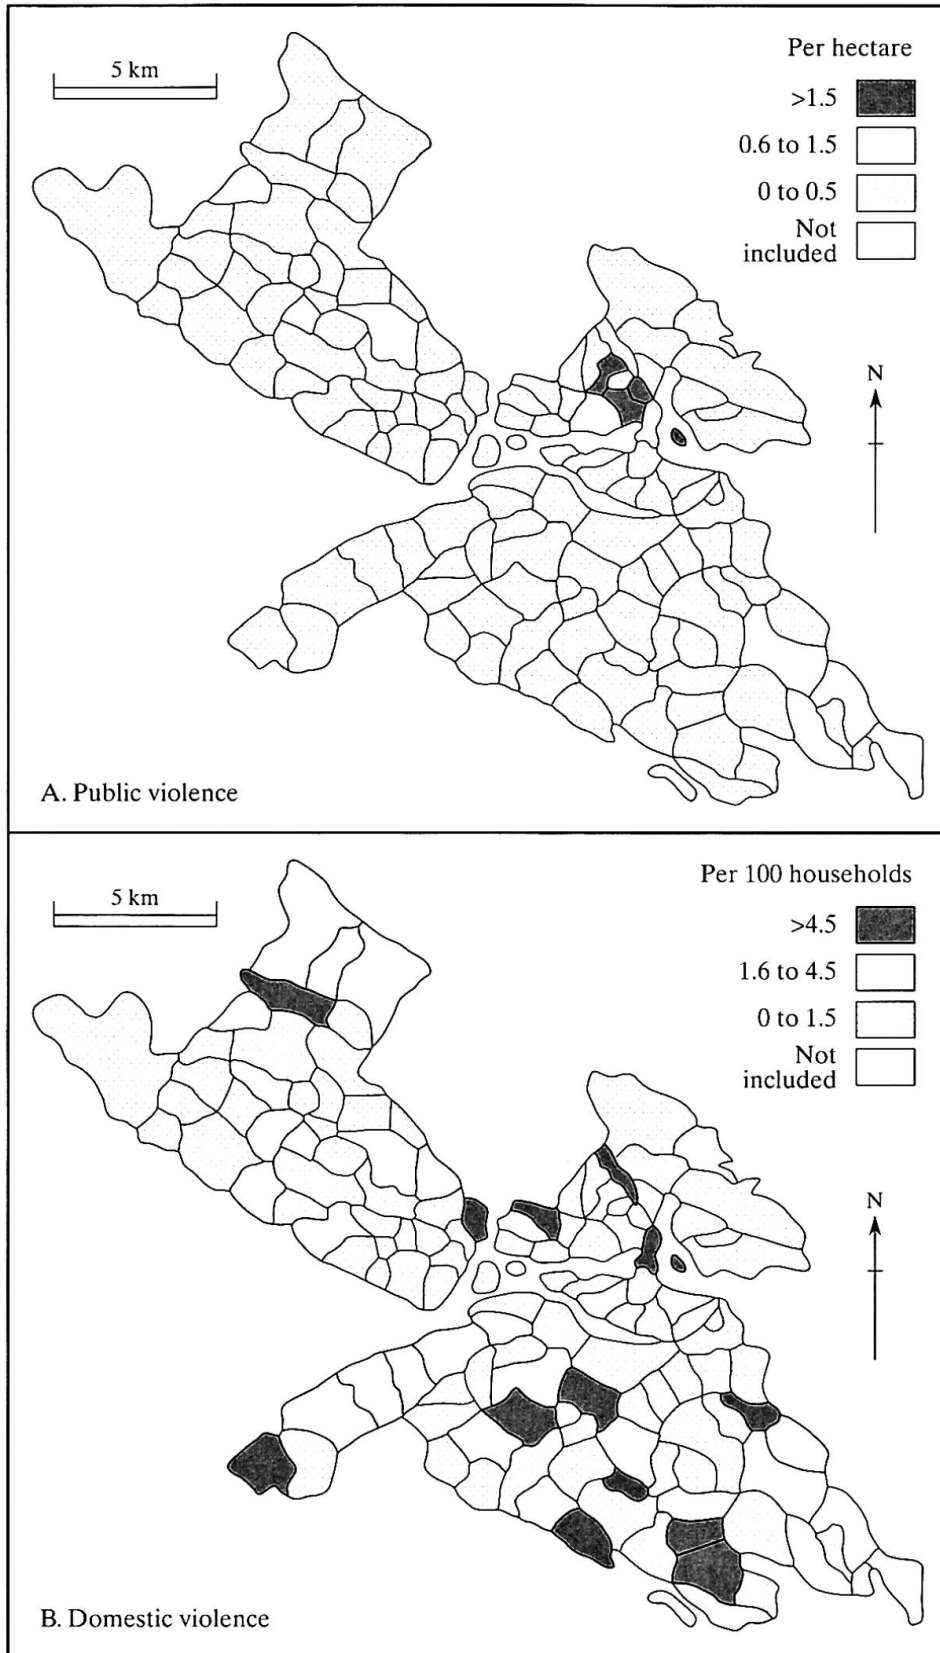 5 km
Per hectare
>1.5
0.6 to 1.5
0 to 0.5
Not
included
N
A. Public violence
5 km
Per 100 households
>4.5
1.6 to 4.5
0 to 1.5
Not
included
N
B. Domestic violence